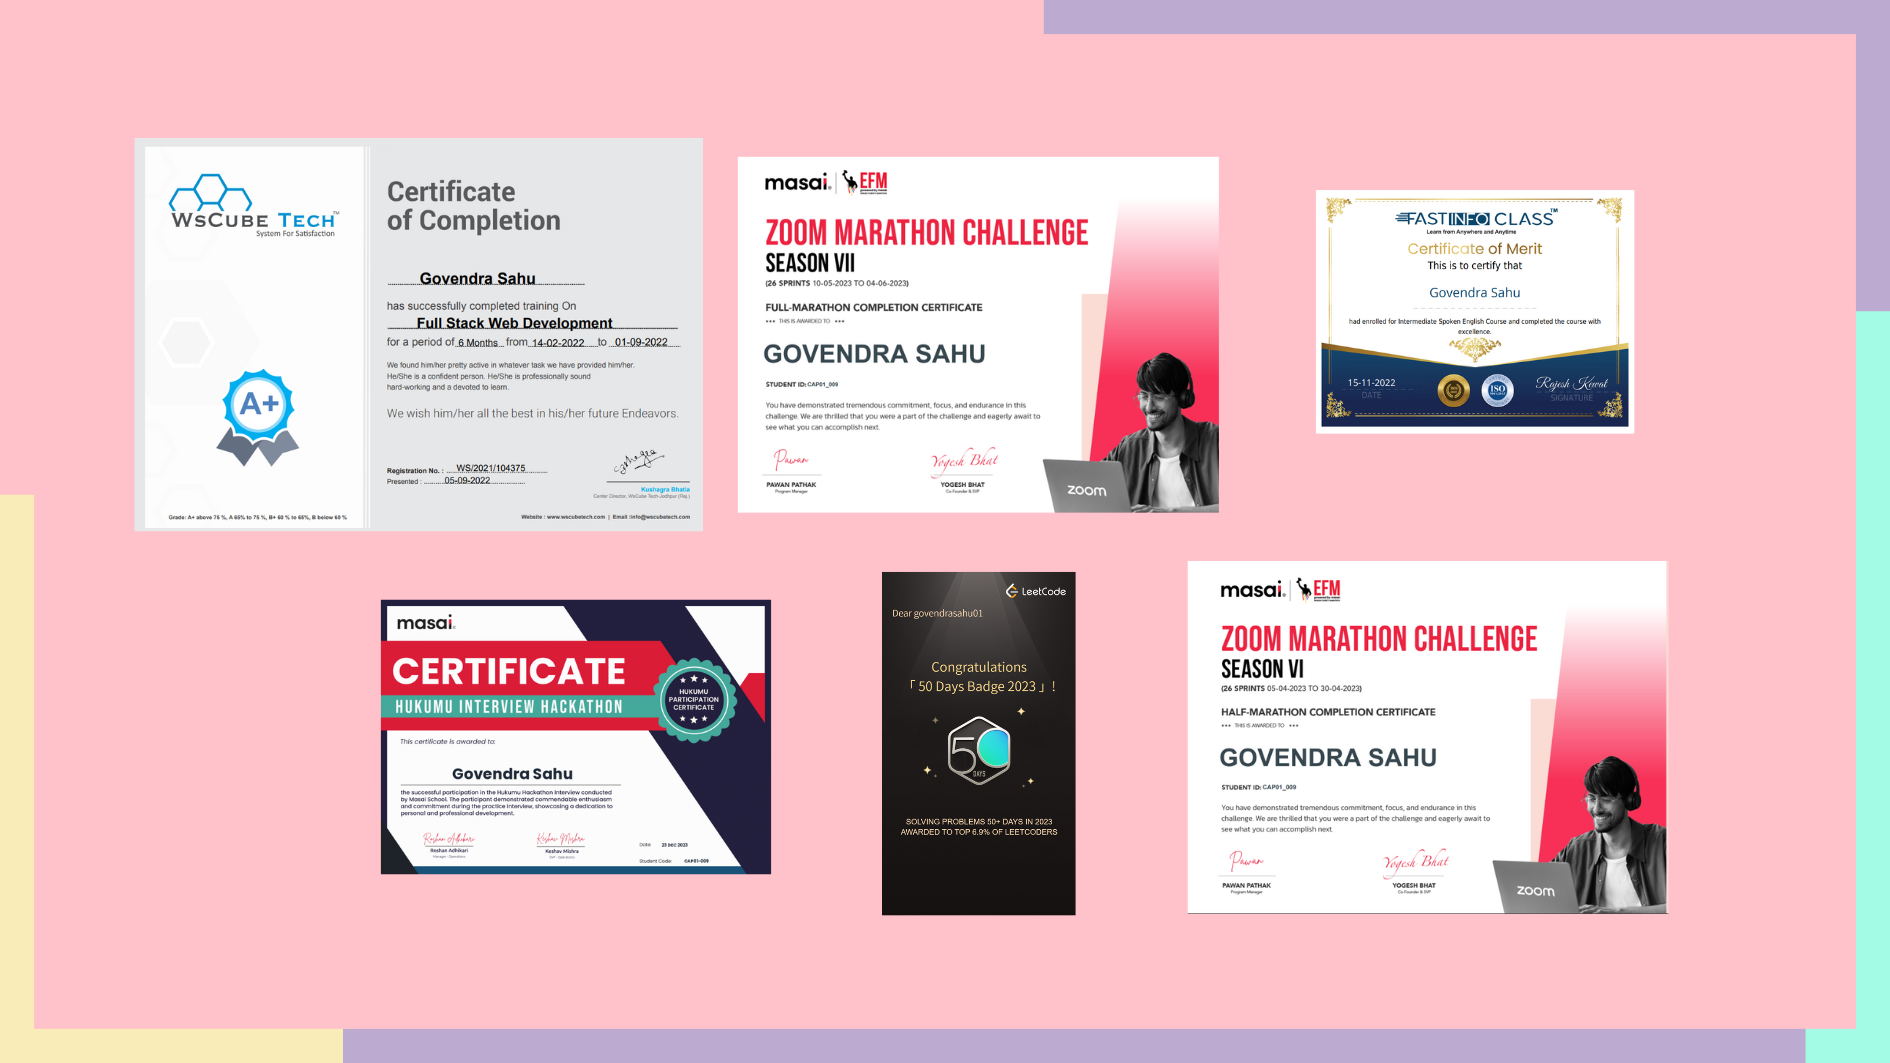 WSCUBE TECH™
System For Satisfaction
A+
Grade: A+ above 75 %, A 65% to 75 %, B+ 60 % to 65%, B below 60 %
Certificate
of Completion
Govendra Sahu
has successfully completed training On
Full Stack Web Development
for a period of 6 Months from 14-02-2022 to 01-09-2022
We found him/her pretty active in whatever task we have provided him/her.
He/She is a confident person. He/She is professionally sound
hard-working and a devoted to learn.
We wish him/her all the best in his/her future Endeavors.
Registration No. : WS/2021/104375
Presented : 05-09-2022
Kushagra Bhatia
Center Director, WsCube Tech-Jodhpur (Raj.)
Website : www.wscubetech.com | Email :info@wscubetech.com
masai. EFM
ZOOM MARATHON CHALLENGE
SEASON VII
(26 SPRINTS 10-05-2023 TO 04-06-2023)
FULL-MARATHON COMPLETION CERTIFICATE
••• THIS IS AWARDED TO •••
GOVENDRA SAHU
STUDENT ID: CAP01_009
You have demonstrated tremendous commitment, focus, and endurance in this
challenge. We are thrilled that you were a part of the challenge and eagerly await to
see what you can accomplish next.
Pawan
Yogesh Bhat
PAWAN PATHAK
Program Manager
YOGESH BHAT
Co-Founder & SVP
zoom
FASTINFO CLASS™
Learn from Anywhere and Anytime
Certificate of Merit
This is to certify that
Govendra Sahu
had enrolled for Intermediate Spoken English Course and completed the course with
excellence.
15-11-2022
DATE
ISO
Rajesh Kewat
SIGNATURE
masai.
CERTIFICATE
HUKUMU INTERVIEW HACKATHON
HUKUMU
PARTICIPATION
CERTIFICATE
This certificate is awarded to:
Govendra Sahu
the successful participation in the Hukumu Hackathon Interview conducted
by Masai School. The participant demonstrated commendable enthusiasm
and commitment during the practice interview, showcasing a dedication to
personal and professional development.
Roshan Adhikari
Keshav Mishra
Roshan Adhikari
Manager - Operations
Keshav Mishra
SVP - Operations
Date 23 Dec 2023
Student Code: CAP01-009
LeetCode
Dear govendrasahu01
Congratulations
「 50 Days Badge 2023 」!
50
DAYS
SOLVING PROBLEMS 50+ DAYS IN 2023
AWARDED TO TOP 6.9% OF LEETCODERS
masai. EFM
ZOOM MARATHON CHALLENGE
SEASON VI
(26 SPRINTS 05-04-2023 TO 30-04-2023)
HALF-MARATHON COMPLETION CERTIFICATE
••• THIS IS AWARDED TO •••
GOVENDRA SAHU
STUDENT ID: CAP01_009
You have demonstrated tremendous commitment, focus, and endurance in this
challenge. We are thrilled that you were a part of the challenge and eagerly await to
see what you can accomplish next.
Pawan
Yogesh Bhat
PAWAN PATHAK
Program Manager
YOGESH BHAT
Co-Founder & SVP
zoom